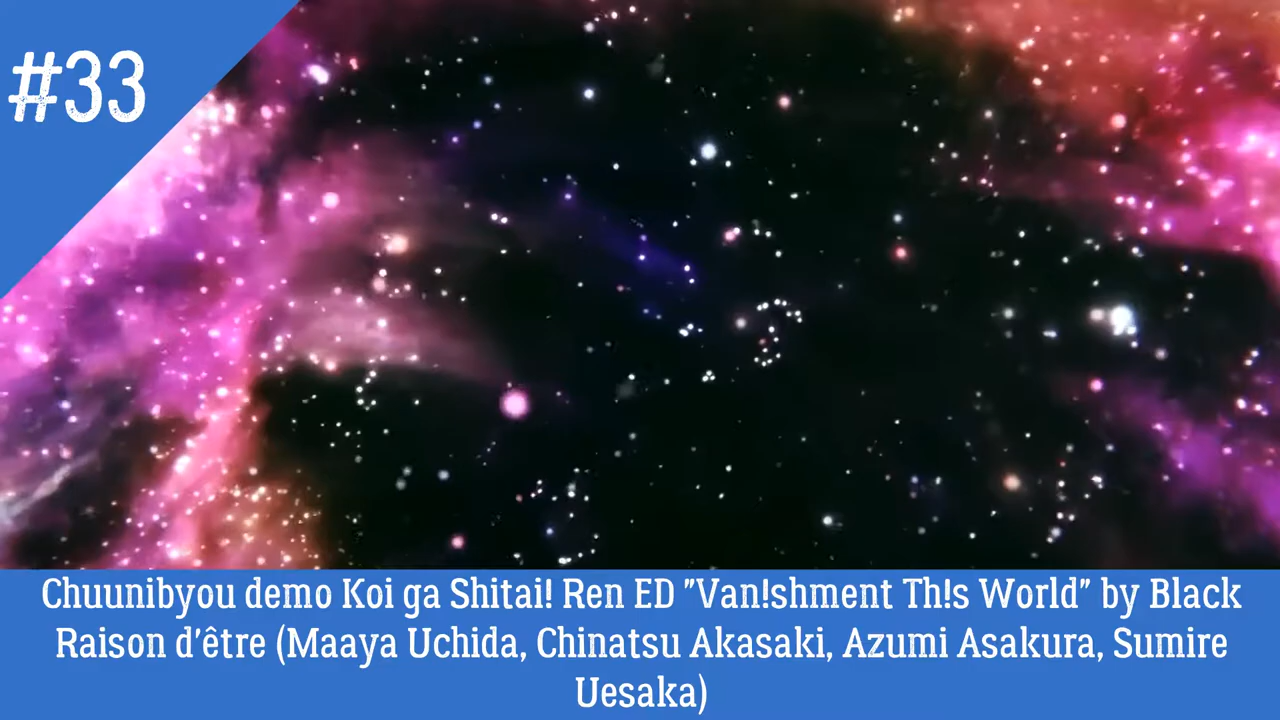 #33
Chuunibyou demo Koi ga Shitai! Ren ED "Van!shment Th!s World" by Black
Raison d'être (Maaya Uchida, Chinatsu Akasaki, Azumi Asakura, Sumire
Uesaka)